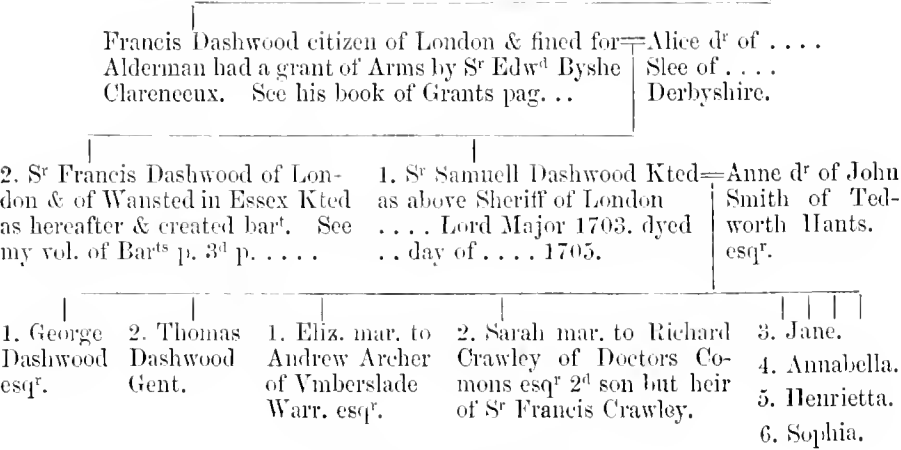 Francis Dashwood citizen of London & fined for
Alderman had a grant of Arms by Sʳ Edwᵈ Byshe
Clarenceux. See his book of Grants pag. . .
Alice dʳ of . . . .
Slee of . . . .
Derbyshire.
2. Sʳ Francis Dashwood of Lon-
don & of Wansted in Essex Kted
as hereafter & created barᵗ. See
my vol. of Barᵗˢ p. 3ᵈ p. . . . . .
1. Sʳ Samuell Dashwood Kted
as above Sheriff of London
. . . . Lord Major 1703. dyed
. . day of . . . . 1705.
Anne dʳ of John
Smith of Ted-
worth Hants.
esqʳ.
1. George
Dashwood
esqʳ.
2. Thomas
Dashwood
Gent.
1. Eliz. mar. to
Andrew Archer
of Vmberslade
Warr. esqʳ.
2. Sarah mar. to Richard
Crawley of Doctors Co-
mons esqʳ 2ᵈ son but heir
of Sʳ Francis Crawley.
3. Jane.
4. Annabella.
5. Henrietta.
6. Sophia.